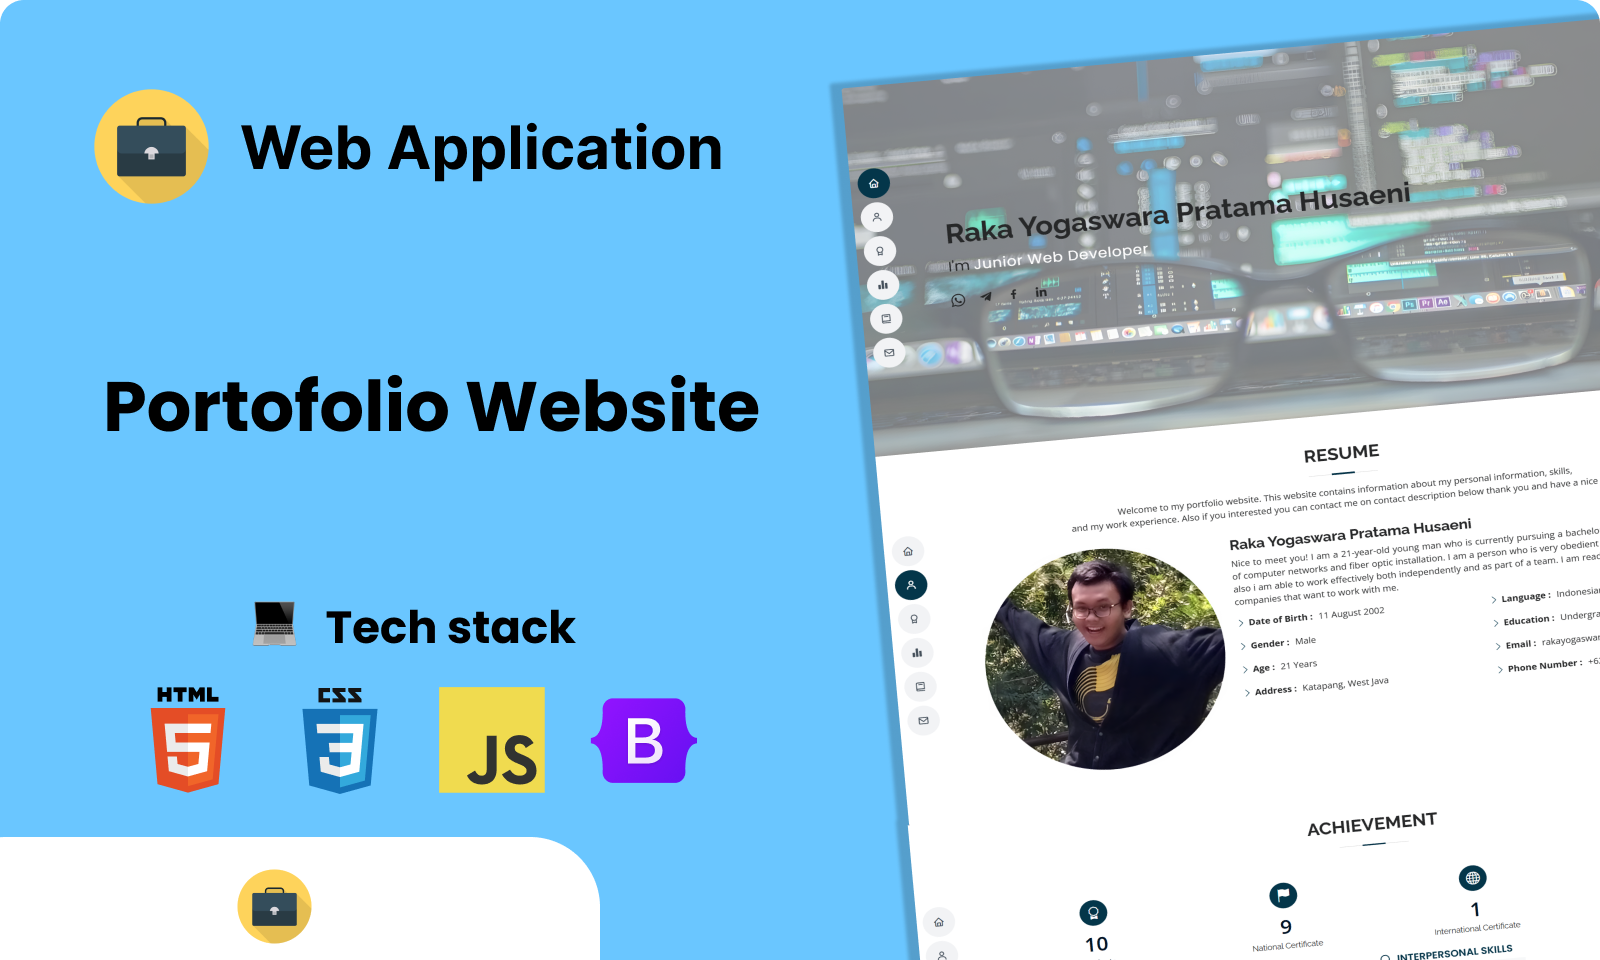 Web Application
Portofolio Website
Tech stack
HTML
CSS
JS
B
Raka Yogaswara Pratama Husaeni
I'm Junior Web Developer
RESUME
Welcome to my portfolio website. This website contains information about my personal information, skills,
and my work experience. Also if you interested you can contact me on contact description below thank you and have a nice
Raka Yogaswara Pratama Husaeni
Nice to meet you! I am a 21-year-old young man who is currently pursuing a
of computer networks and fiber optic installation. I am a person who is very obedient
also i am able to work effectively both independently and as part of a team. I am
companies that want to work with me.
Date of Birth : 11 August 2002
Gender : Male
Age : 21 Years
Address : Katapang, West Java
Language :
Education :
Email :
Phone Number :
ACHIEVEMENT
10
9
National Certificate
1
International Certificate
INTERPERSONAL SKILLS